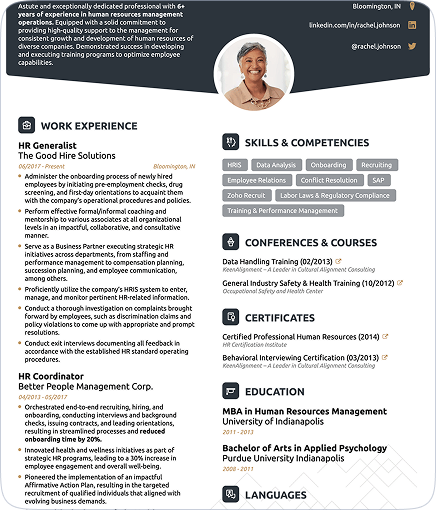 Astute and exceptionally dedicated professional with 6+
years of experience in human resources management
operations. Equipped with a solid commitment to
providing high-quality support to the management for
consistent growth and development of human resources of
diverse companies. Demonstrated success in developing
and executing training programs to optimize employee
capabilities.
Bloomington, IN
linkedin.com/in/rachel.johnson
@rachel.johnson
WORK EXPERIENCE
HR Generalist
The Good Hire Solutions
06/2017 - Present
Bloomington, IN
Administer the onboarding process of newly hired
employees by initiating pre-employment checks, drug
screening, and first-day orientations to acquaint them
with the company's operational procedures and policies.
Perform effective formal/informal coaching and
mentorship to various associates at all organizational
levels in an impactful, collaborative, and consultative
manner.
Serve as a Business Partner executing strategic HR
initiatives across departments, from staffing and
performance management to compensation planning,
succession planning, and employee communication,
among others.
Proficiently utilize the company's HRIS system to enter,
manage, and monitor pertinent HR-related information.
Conduct a thorough investigation on complaints brought
forward by employees, such as discrimination claims and
policy violations to come up with appropriate and prompt
resolutions.
Conduct exit interviews documenting all feedback in
accordance with the established HR standard operating
procedures.
HR Coordinator
Better People Management Corp.
04/2013 - 05/2017
Orchestrated end-to-end recruiting, hiring, and
onboarding, conducting interviews and background
checks, issuing contracts, and leading orientations,
resulting in streamlined processes and reduced
onboarding time by 20%.
Innovated health and wellness initiatives as part of
strategic HR programs, leading to a 30% increase in
employee engagement and overall well-being.
Pioneered the implementation of an impactful
Affirmative Action Plan, resulting in the targeted
recruitment of qualified individuals that aligned with
evolving business demands.
SKILLS & COMPETENCIES
HRIS Data Analysis Onboarding Recruiting
Employee Relations Conflict Resolution SAP
Zoho Recruit Labor Laws & Regulatory Compliance
Training & Performance Management
CONFERENCES & COURSES
Data Handling Training (02/2013)
KeenAlignment – A Leader in Cultural Alignment Consulting
General Industry Safety & Health Training (10/2012)
Occupational Safety and Health Center
CERTIFICATES
Certified Professional Human Resources (2014)
HR Certification Institute
Behavioral Interviewing Certification (03/2013)
KeenAlignment – A Leader in Cultural Alignment Consulting
EDUCATION
MBA in Human Resources Management
University of Indianapolis
2011 - 2013
Bachelor of Arts in Applied Psychology
Purdue University Indianapolis
2008 - 2011
LANGUAGES